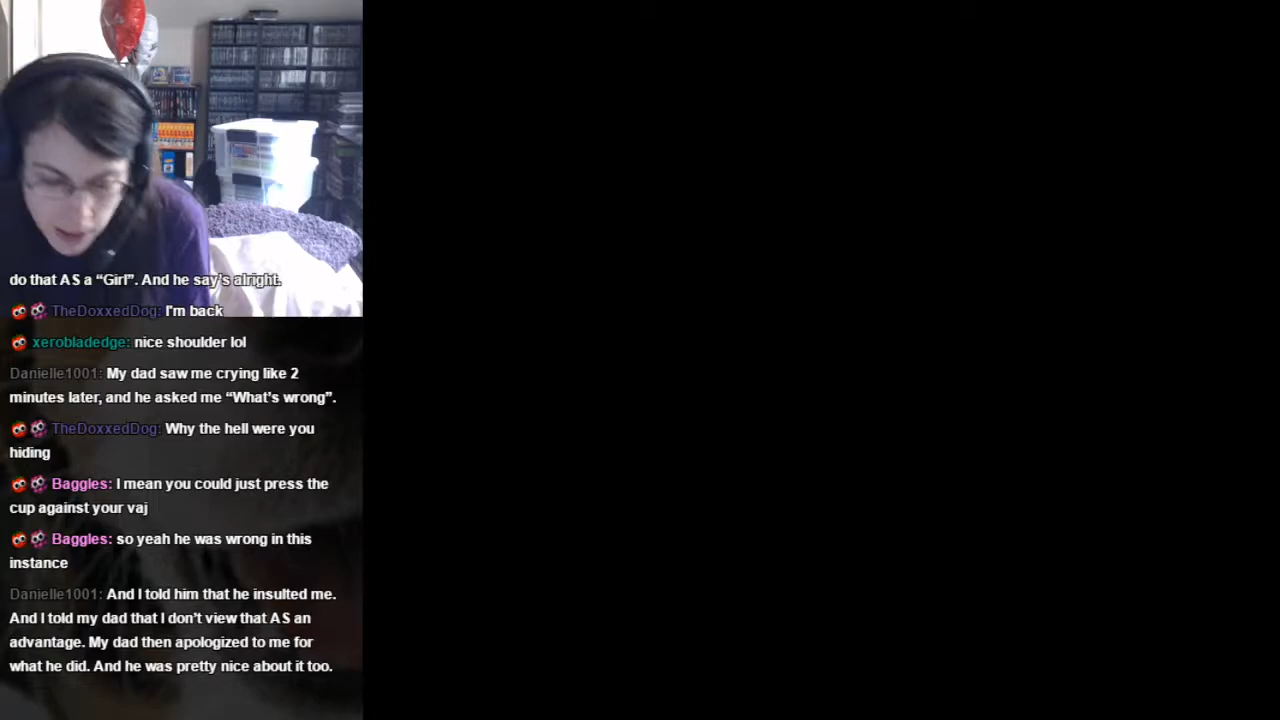 do that AS a “Girl”. And he say's alright.
TheDoxxedDog: I'm back
xerobladedge: nice shoulder lol
Danielle1001: My dad saw me crying like 2
minutes later, and he asked me “What’s wrong”.
TheDoxxedDog: Why the hell were you
hiding
Baggles: I mean you could just press the
cup against your vaj
Baggles: so yeah he was wrong in this
instance
Danielle1001: And I told him that he insulted me.
And I told my dad that I don’t view that AS an
advantage. My dad then apologized to me for
what he did. And he was pretty nice about it too.